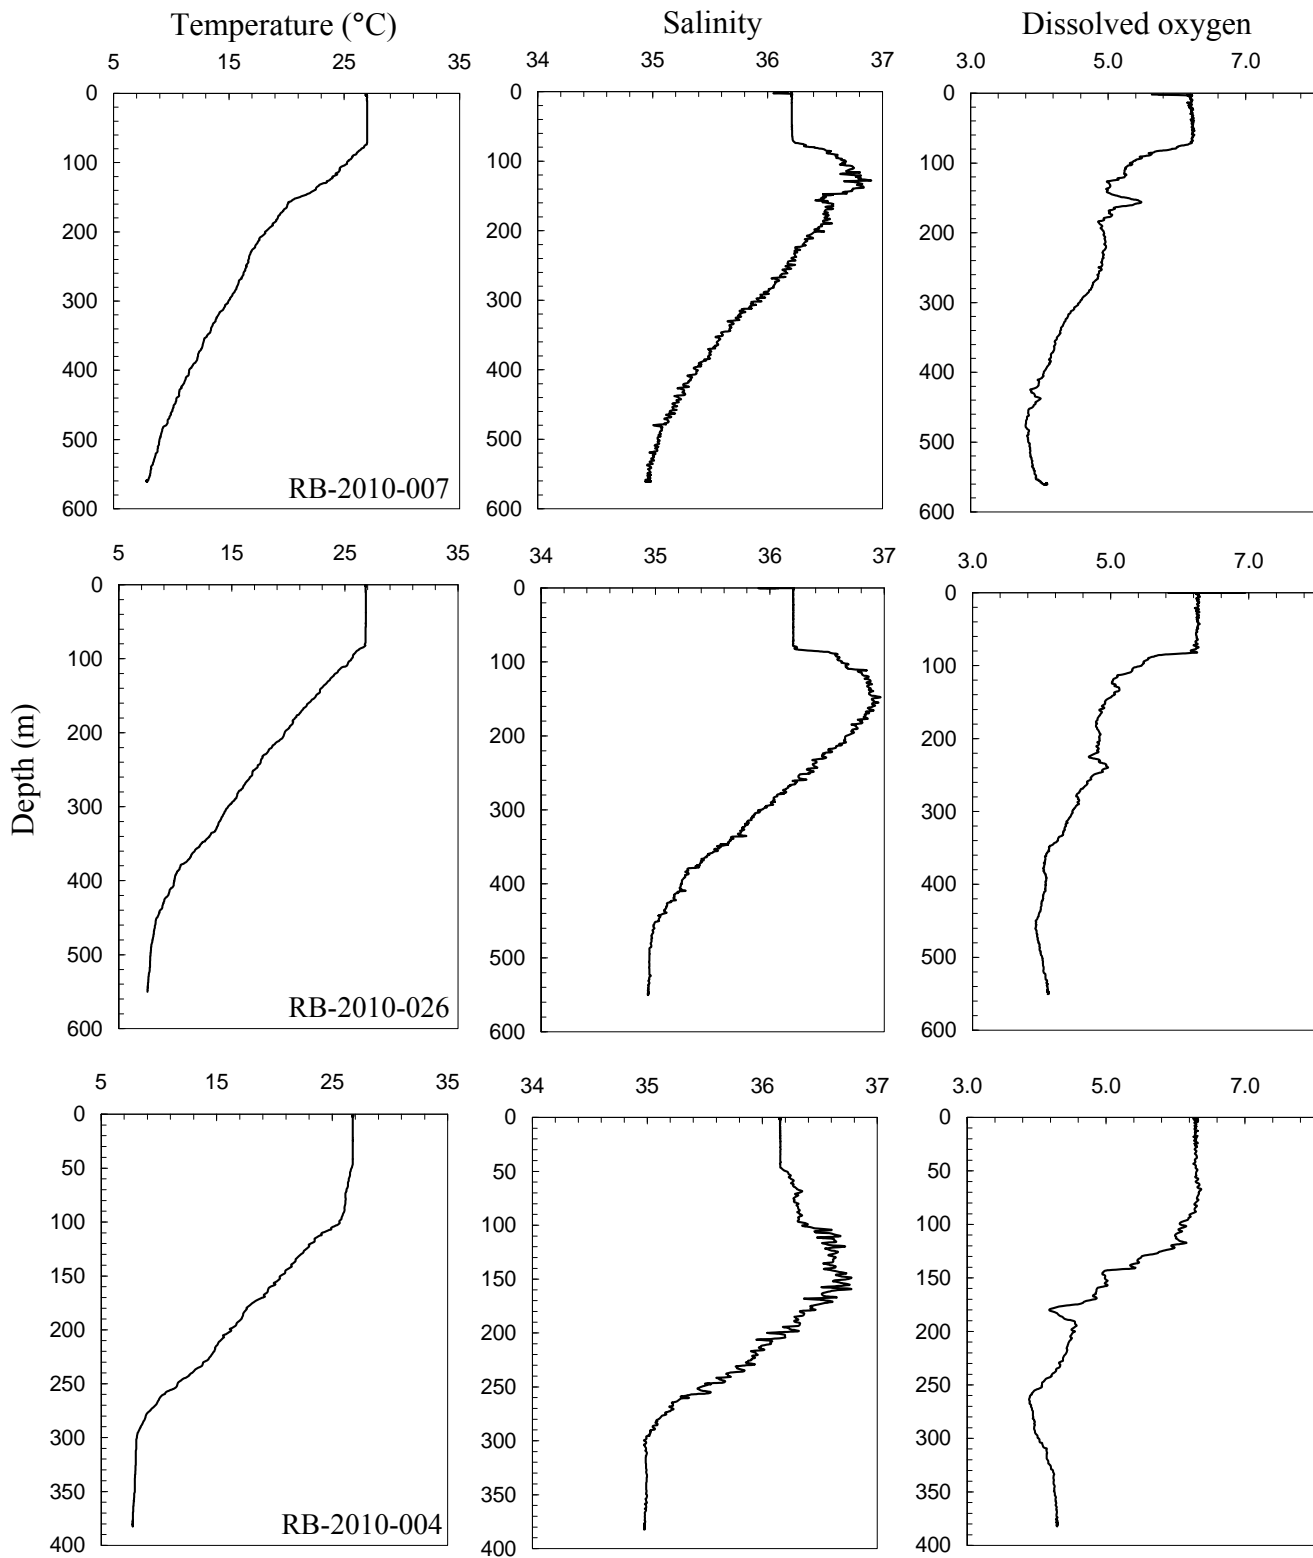 Temperature (°C) Salinity Dissolved oxygen
5 15 25 35 34 35 36 37 3.0 5.0 7.0
0 0 0
100 100 100
200 200 200
300 300 300
400 400 400
500 500 500
RB-2010-007
600 600 600
5 15 25 35 34 35 36 37 3.0 5.0 7.0
0 0 0
100 100 100
200 200 200
Depth (m)
300 300 300
400 400 400
500 500 500
RB-2010-026
600 600 600
5 15 25 35 34 35 36 37 3.0 5.0 7.0
0 0 0
50 50 50
100 100 100
150 150 150
200 200 200
250 250 250
300 300 300
350 350 350
RB-2010-004
400 400 400